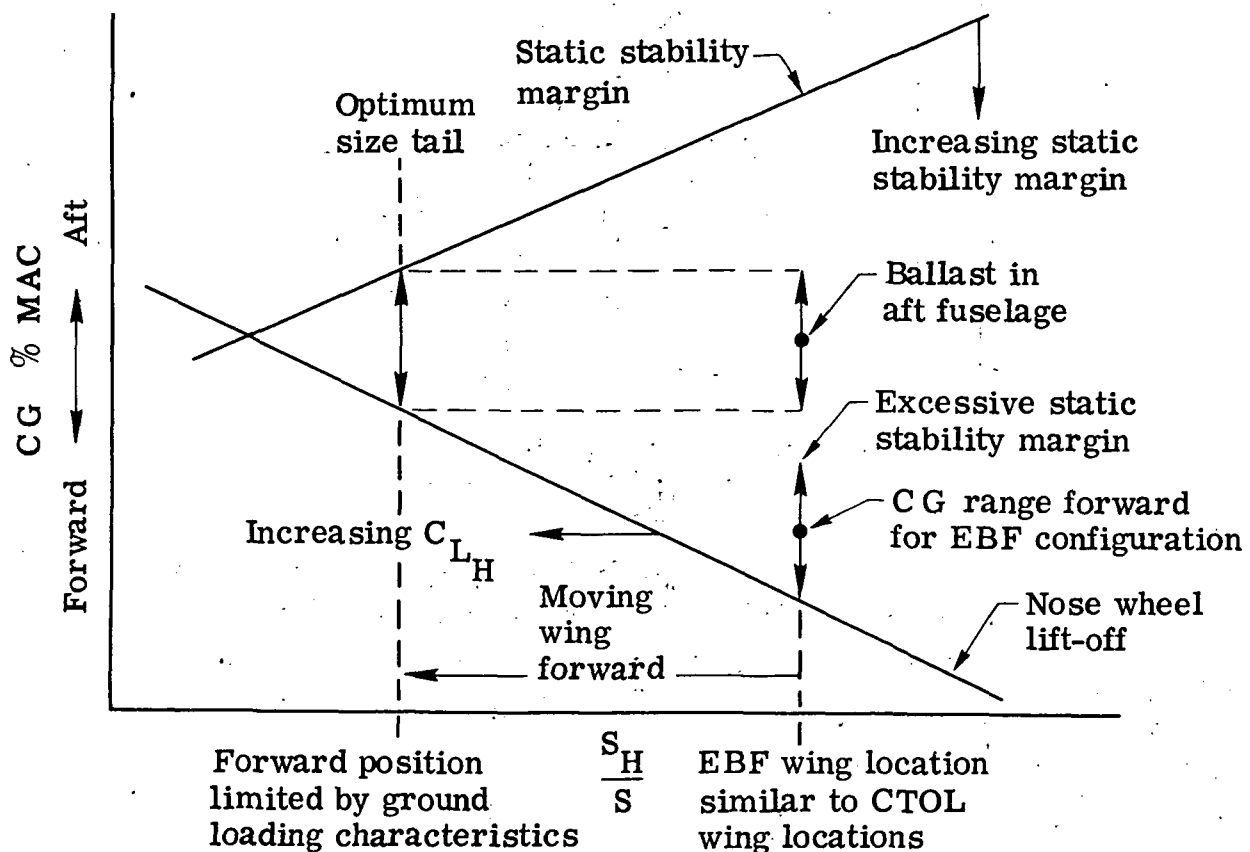 Static stability
margin
Optimum
size tail
Increasing static
stability margin
Aft
CG % MAC
Forward
Ballast in
aft fuselage
Excessive static
stability margin
CG range forward
for EBF configuration
Increasing C_{L_H}
Moving
wing
forward
Nose wheel
lift-off
Forward position
limited by ground
loading characteristics
S_H
S
EBF wing location
similar to CTOL
wing locations